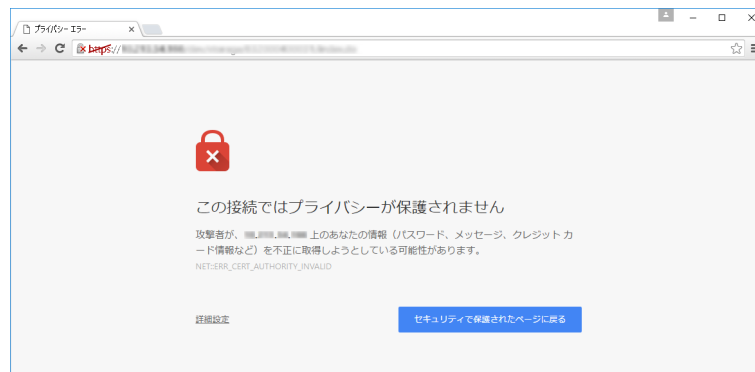 プライバシー エラー
https://
この接続ではプライバシーが保護されません
攻撃者が、 上のあなたの情報（パスワード、メッセージ、クレジット カ
ード情報など）を不正に取得しようとしている可能性があります。
NET::ERR_CERT_AUTHORITY_INVALID
詳細設定
セキュリティで保護されたページに戻る